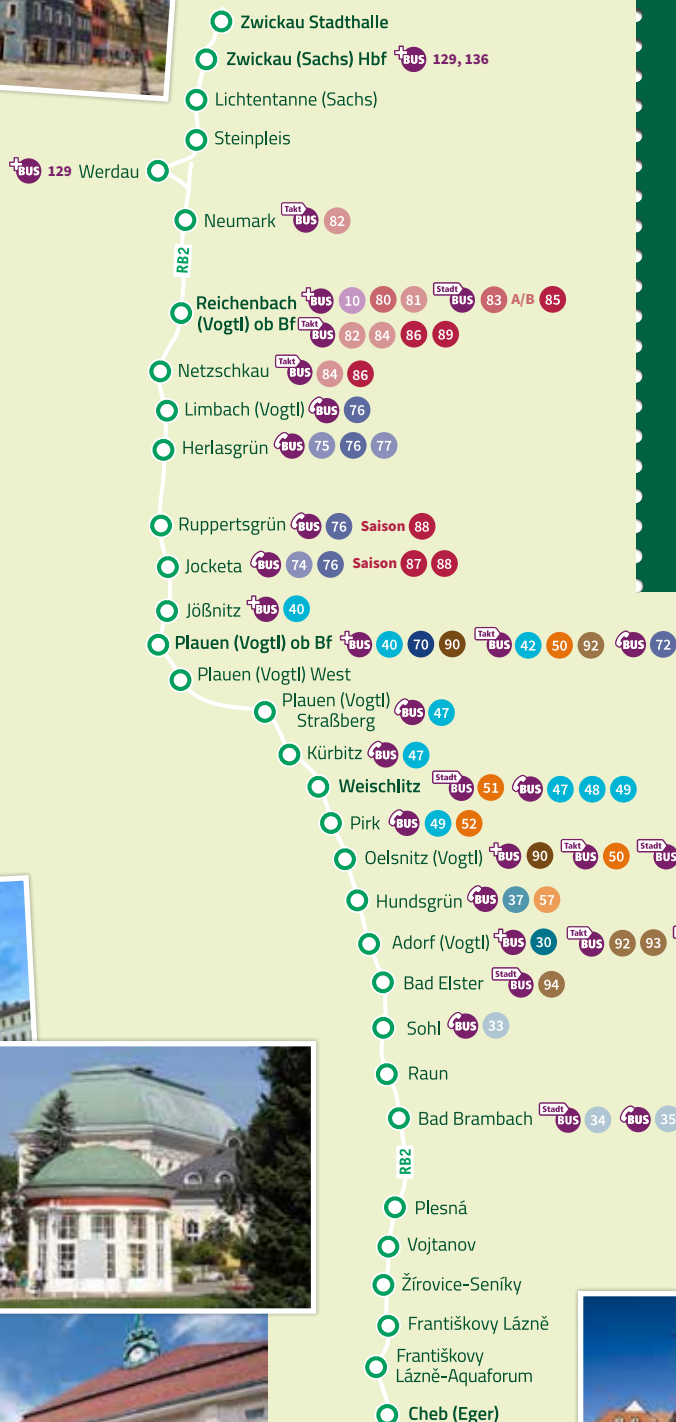 Zwickau Stadthalle
Zwickau (Sachs) Hbf +BUS 129, 136
Lichtentanne (Sachs)
Steinpleis
+BUS 129 Werdau
Neumark Takt BUS 82
RB2
Reichenbach +BUS 10 80 81 Stadt BUS 83 A/B 85
(Vogtl) ob Bf Takt BUS 82 84 86 89
Netzschkau Takt BUS 84 86
Limbach (Vogtl) BUS 76
Herlasgrün BUS 75 76 77
Ruppertsgrün BUS 76 Saison 88
Jocketa BUS 74 76 Saison 87 88
Jößnitz +BUS 40
Plauen (Vogtl) ob Bf +BUS 40 70 90 Takt BUS 42 50 92 BUS 72
Plauen (Vogtl) West
Plauen (Vogtl)
Straßberg BUS 47
Kürbitz BUS 47
Weischlitz Stadt BUS 51 BUS 47 48 49
Pirk BUS 49 52
Oelsnitz (Vogtl) +BUS 90 Takt BUS 50 Stadt BUS
Hundsgrün BUS 37 57
Adorf (Vogtl) +BUS 30 Takt BUS 92 93
Bad Elster Stadt BUS 94
Sohl BUS 33
Raun
Bad Brambach Stadt BUS 34 BUS 35
RB2
Plesná
Vojtanov
Žírovice-Seníky
Františkovy Lázně
Františkovy
Lázně-Aquaforum
Cheb (Eger)